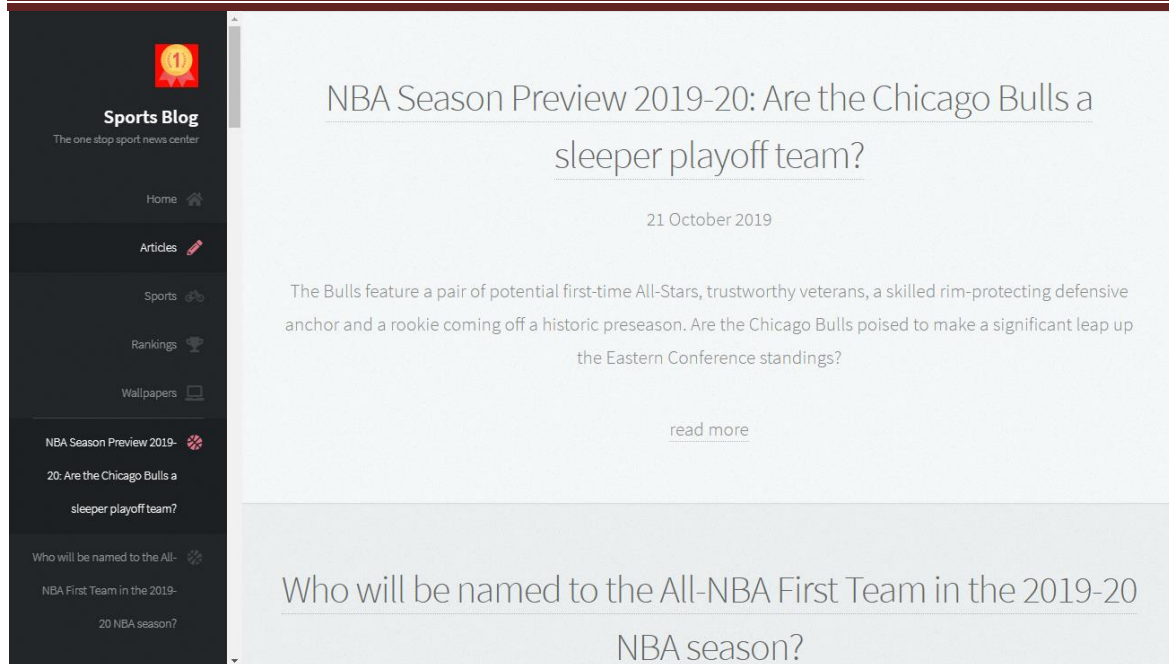 (1)
Sports Blog
The one stop sport news center
Home
Articles
Sports
Rankings
Wallpapers
NBA Season Preview 2019-
20: Are the Chicago Bulls a
sleeper playoff team?
Who will be named to the All-
NBA First Team in the 2019-
20 NBA season?
NBA Season Preview 2019-20: Are the Chicago Bulls a
sleeper playoff team?
21 October 2019
The Bulls feature a pair of potential first-time All-Stars, trustworthy veterans, a skilled rim-protecting defensive
anchor and a rookie coming off a historic preseason. Are the Chicago Bulls poised to make a significant leap up
the Eastern Conference standings?
read more
Who will be named to the All-NBA First Team in the 2019-20
NBA season?